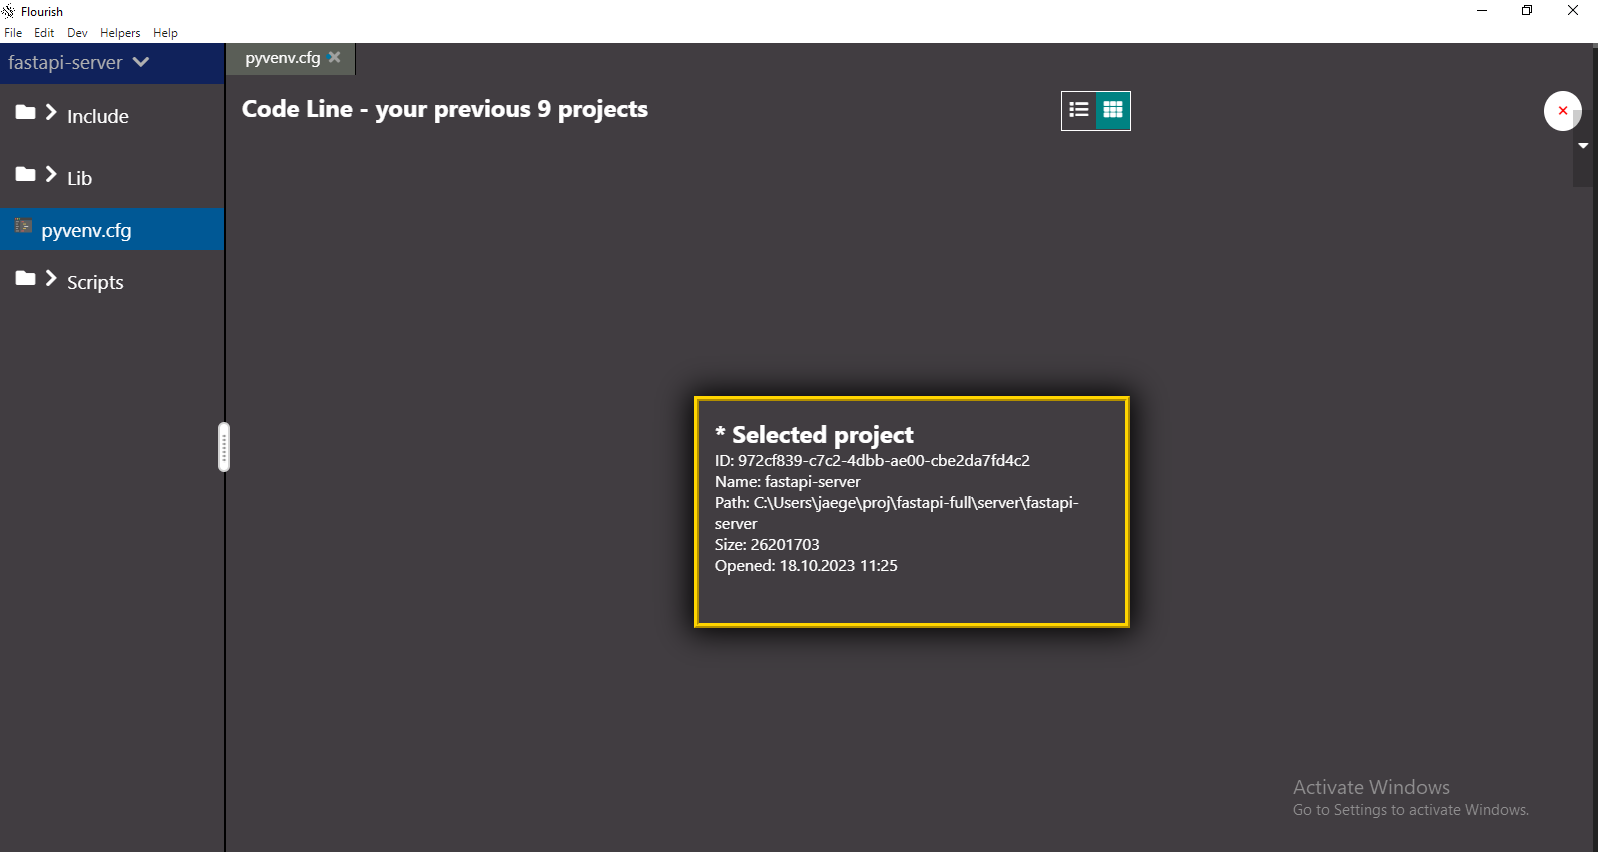 Flourish
File Edit Dev Helpers Help
fastapi-server
pyvenv.cfg
Code Line - your previous 9 projects
Include
Lib
pyvenv.cfg
Scripts
* Selected project
ID: 972cf839-c7c2-4dbb-ae00-cbe2da7fd4c2
Name: fastapi-server
Path: C:\Users\jaege\proj\fastapi-full\server\fastapi-
server
Size: 26201703
Opened: 18.10.2023 11:25
Activate Windows
Go to Settings to activate Windows.